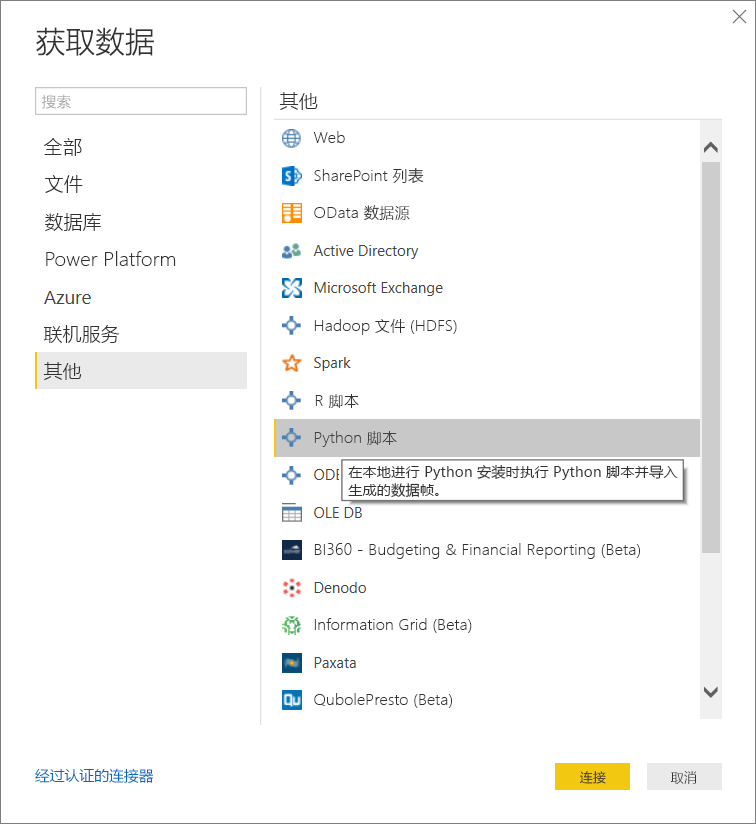 获取数据
搜索
全部
文件
数据库
Power Platform
Azure
联机服务
其他
其他
Web
SharePoint 列表
OData 数据源
Active Directory
Microsoft Exchange
Hadoop 文件 (HDFS)
Spark
R 脚本
Python 脚本
在本地进行 Python 安装时执行 Python 脚本并导入
生成的数据帧。
OLE DB
BI360 - Budgeting & Financial Reporting (Beta)
Denodo
Information Grid (Beta)
Paxata
QubolePresto (Beta)
经过认证的连接器
连接
取消